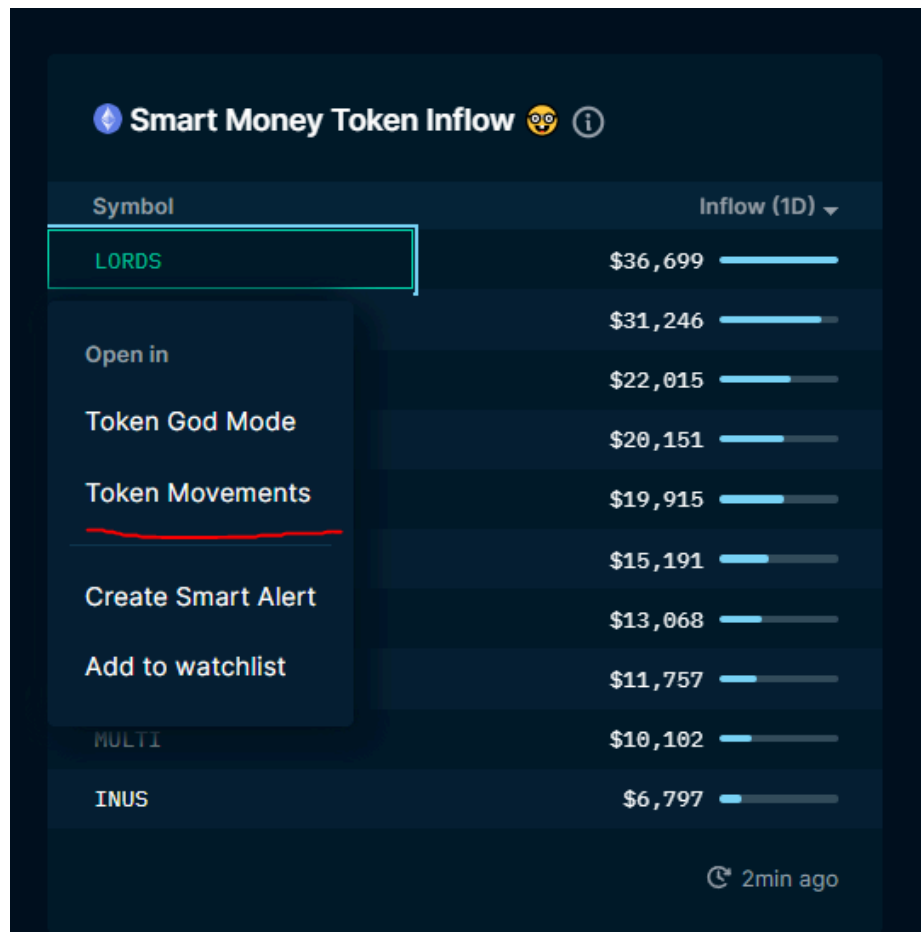 Smart Money Token Inflow
Symbol Inflow (1D)
LORDS $36,699
$31,246
Open in
$22,015
Token God Mode
$20,151
Token Movements
$19,915
$15,191
Create Smart Alert
$13,068
Add to watchlist
$11,757
MULTI $10,102
INUS $6,797
2min ago